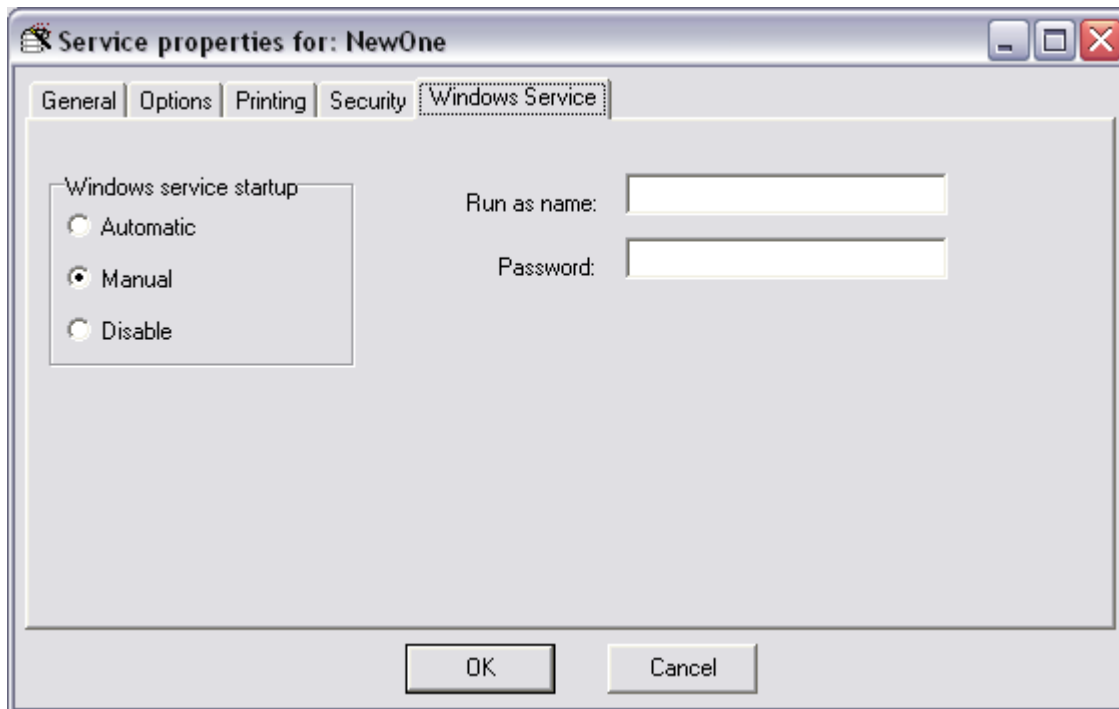 Service properties for: NewOne
General Options Printing Security Windows Service
Windows service startup
Automatic
Manual
Disable
Run as name:
Password:
OK Cancel